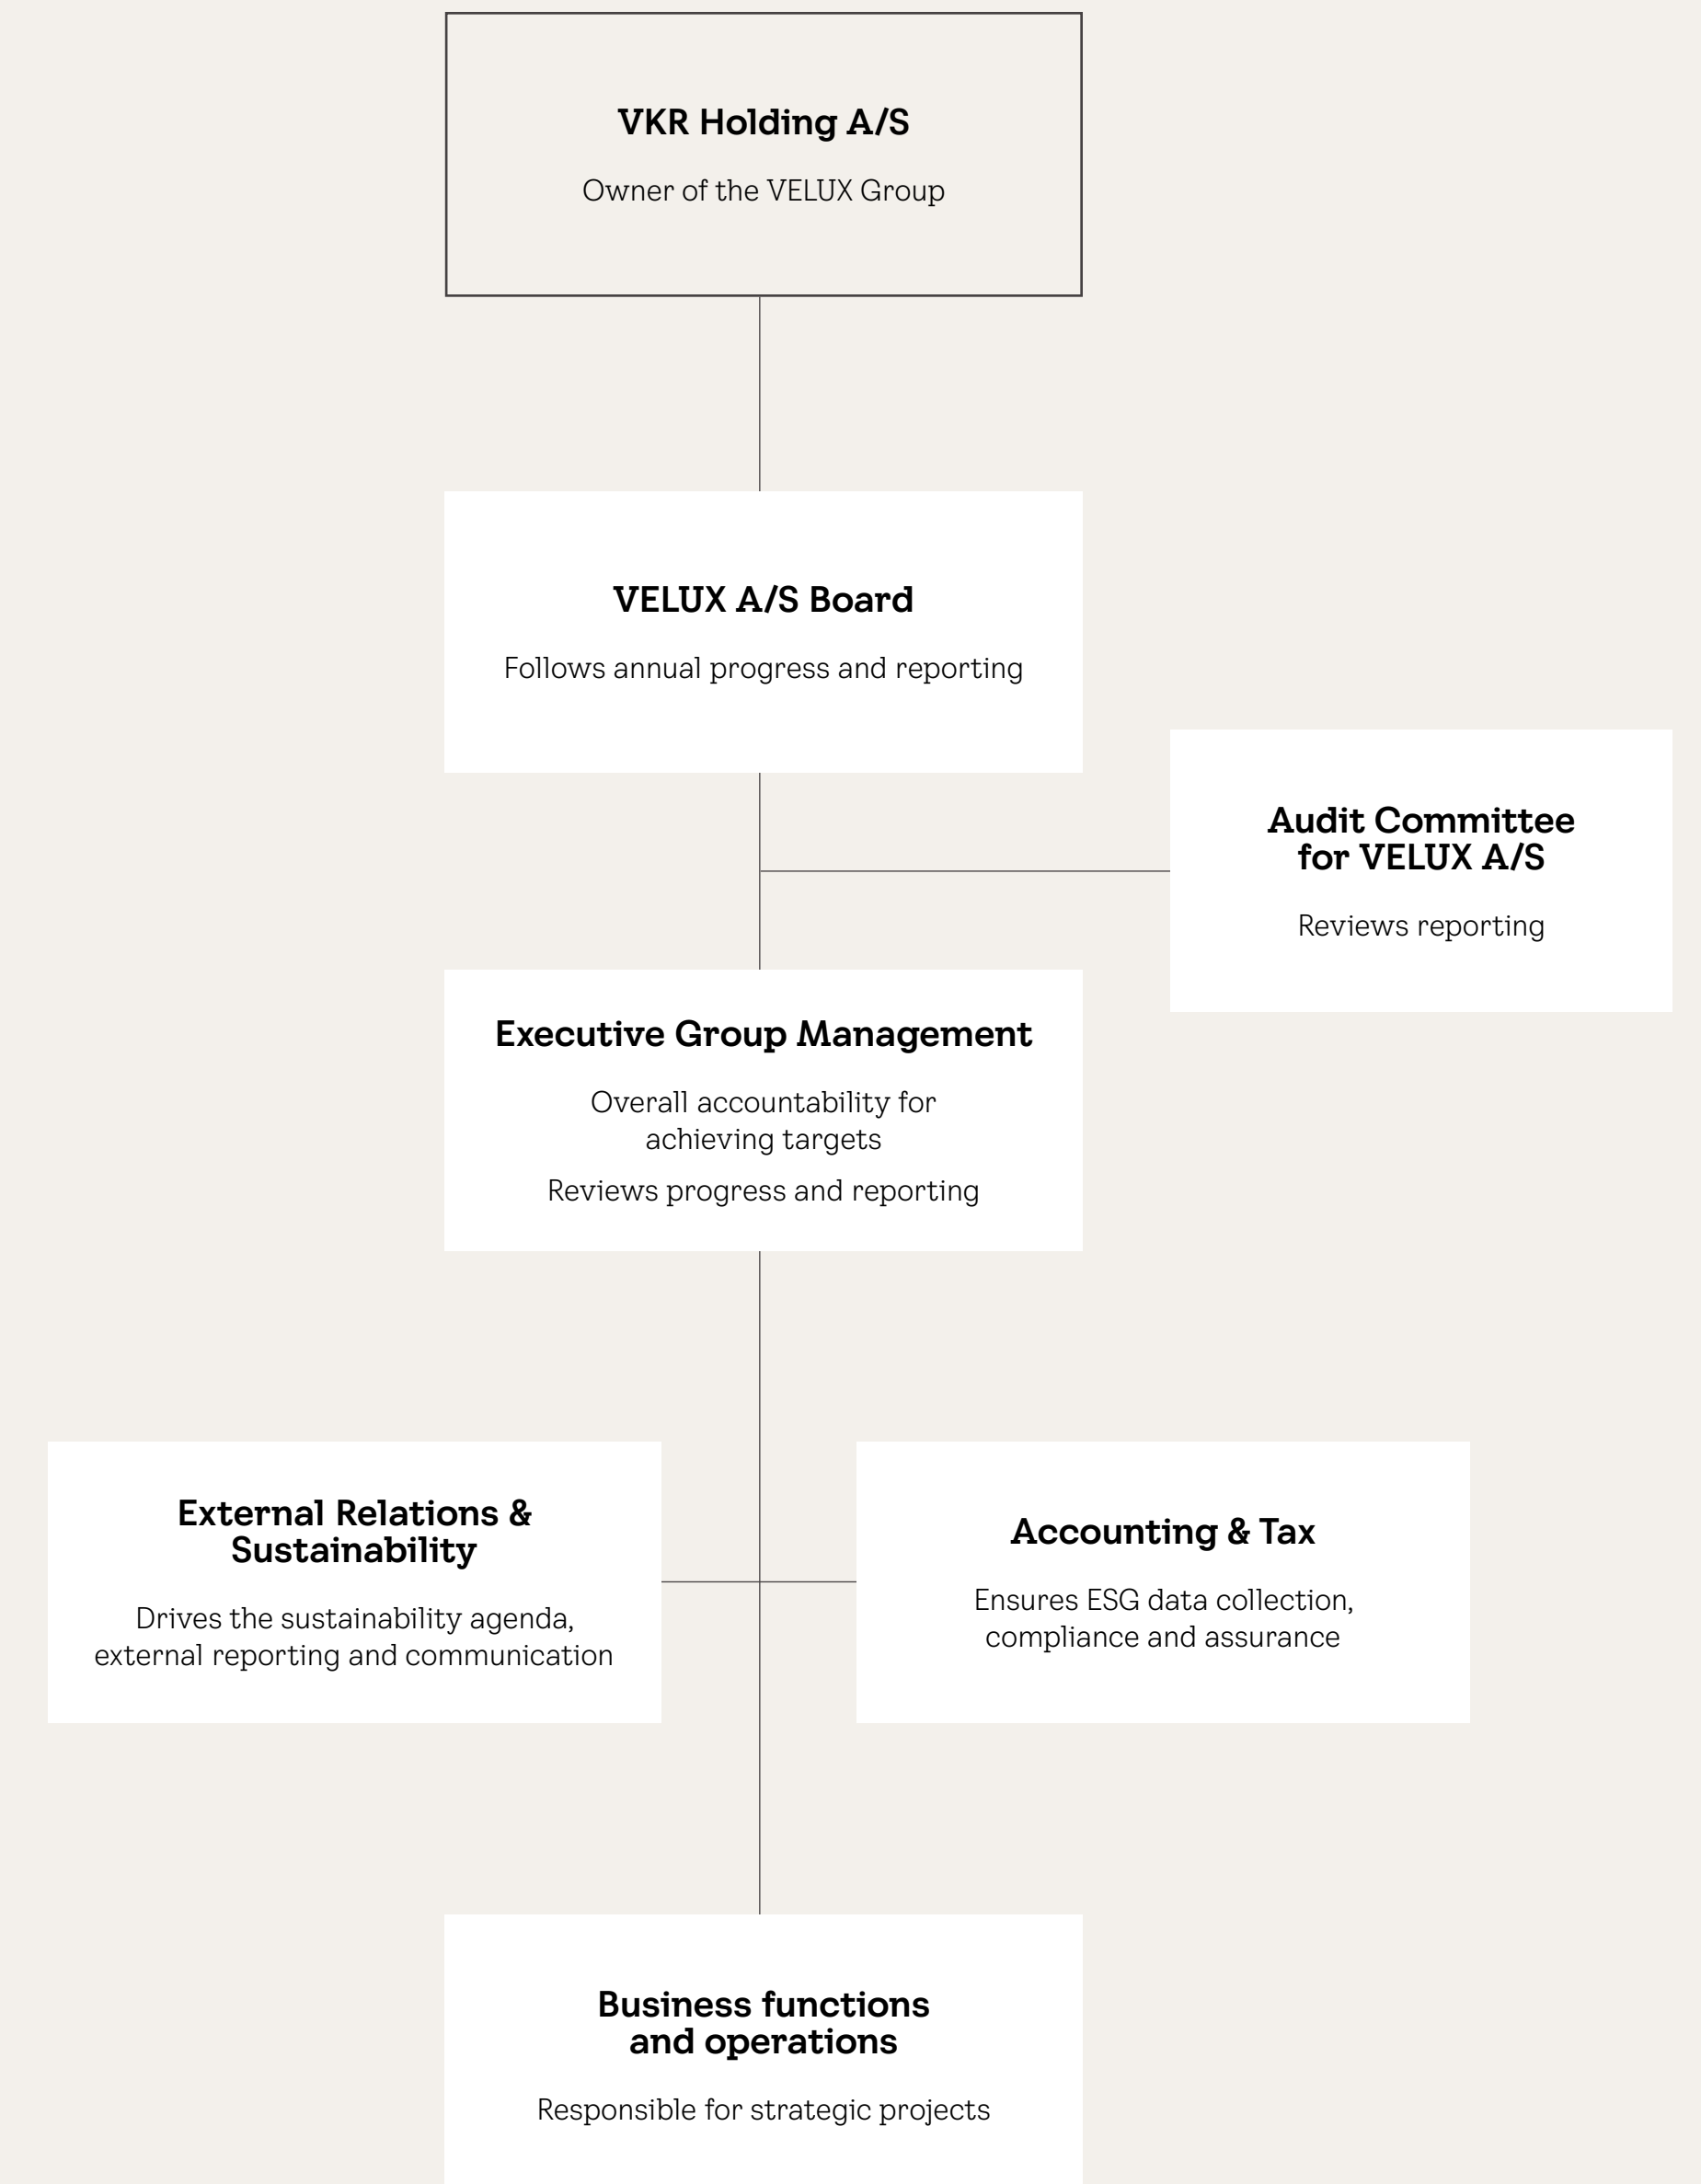 VKR Holding A/S
Owner of the VELUX Group
VELUX A/S Board
Follows annual progress and reporting
Audit Committee
for VELUX A/S
Reviews reporting
Executive Group Management
Overall accountability for
achieving targets
Reviews progress and reporting
External Relations &
Sustainability
Drives the sustainability agenda,
external reporting and communication
Accounting & Tax
Ensures ESG data collection,
compliance and assurance
Business functions
and operations
Responsible for strategic projects